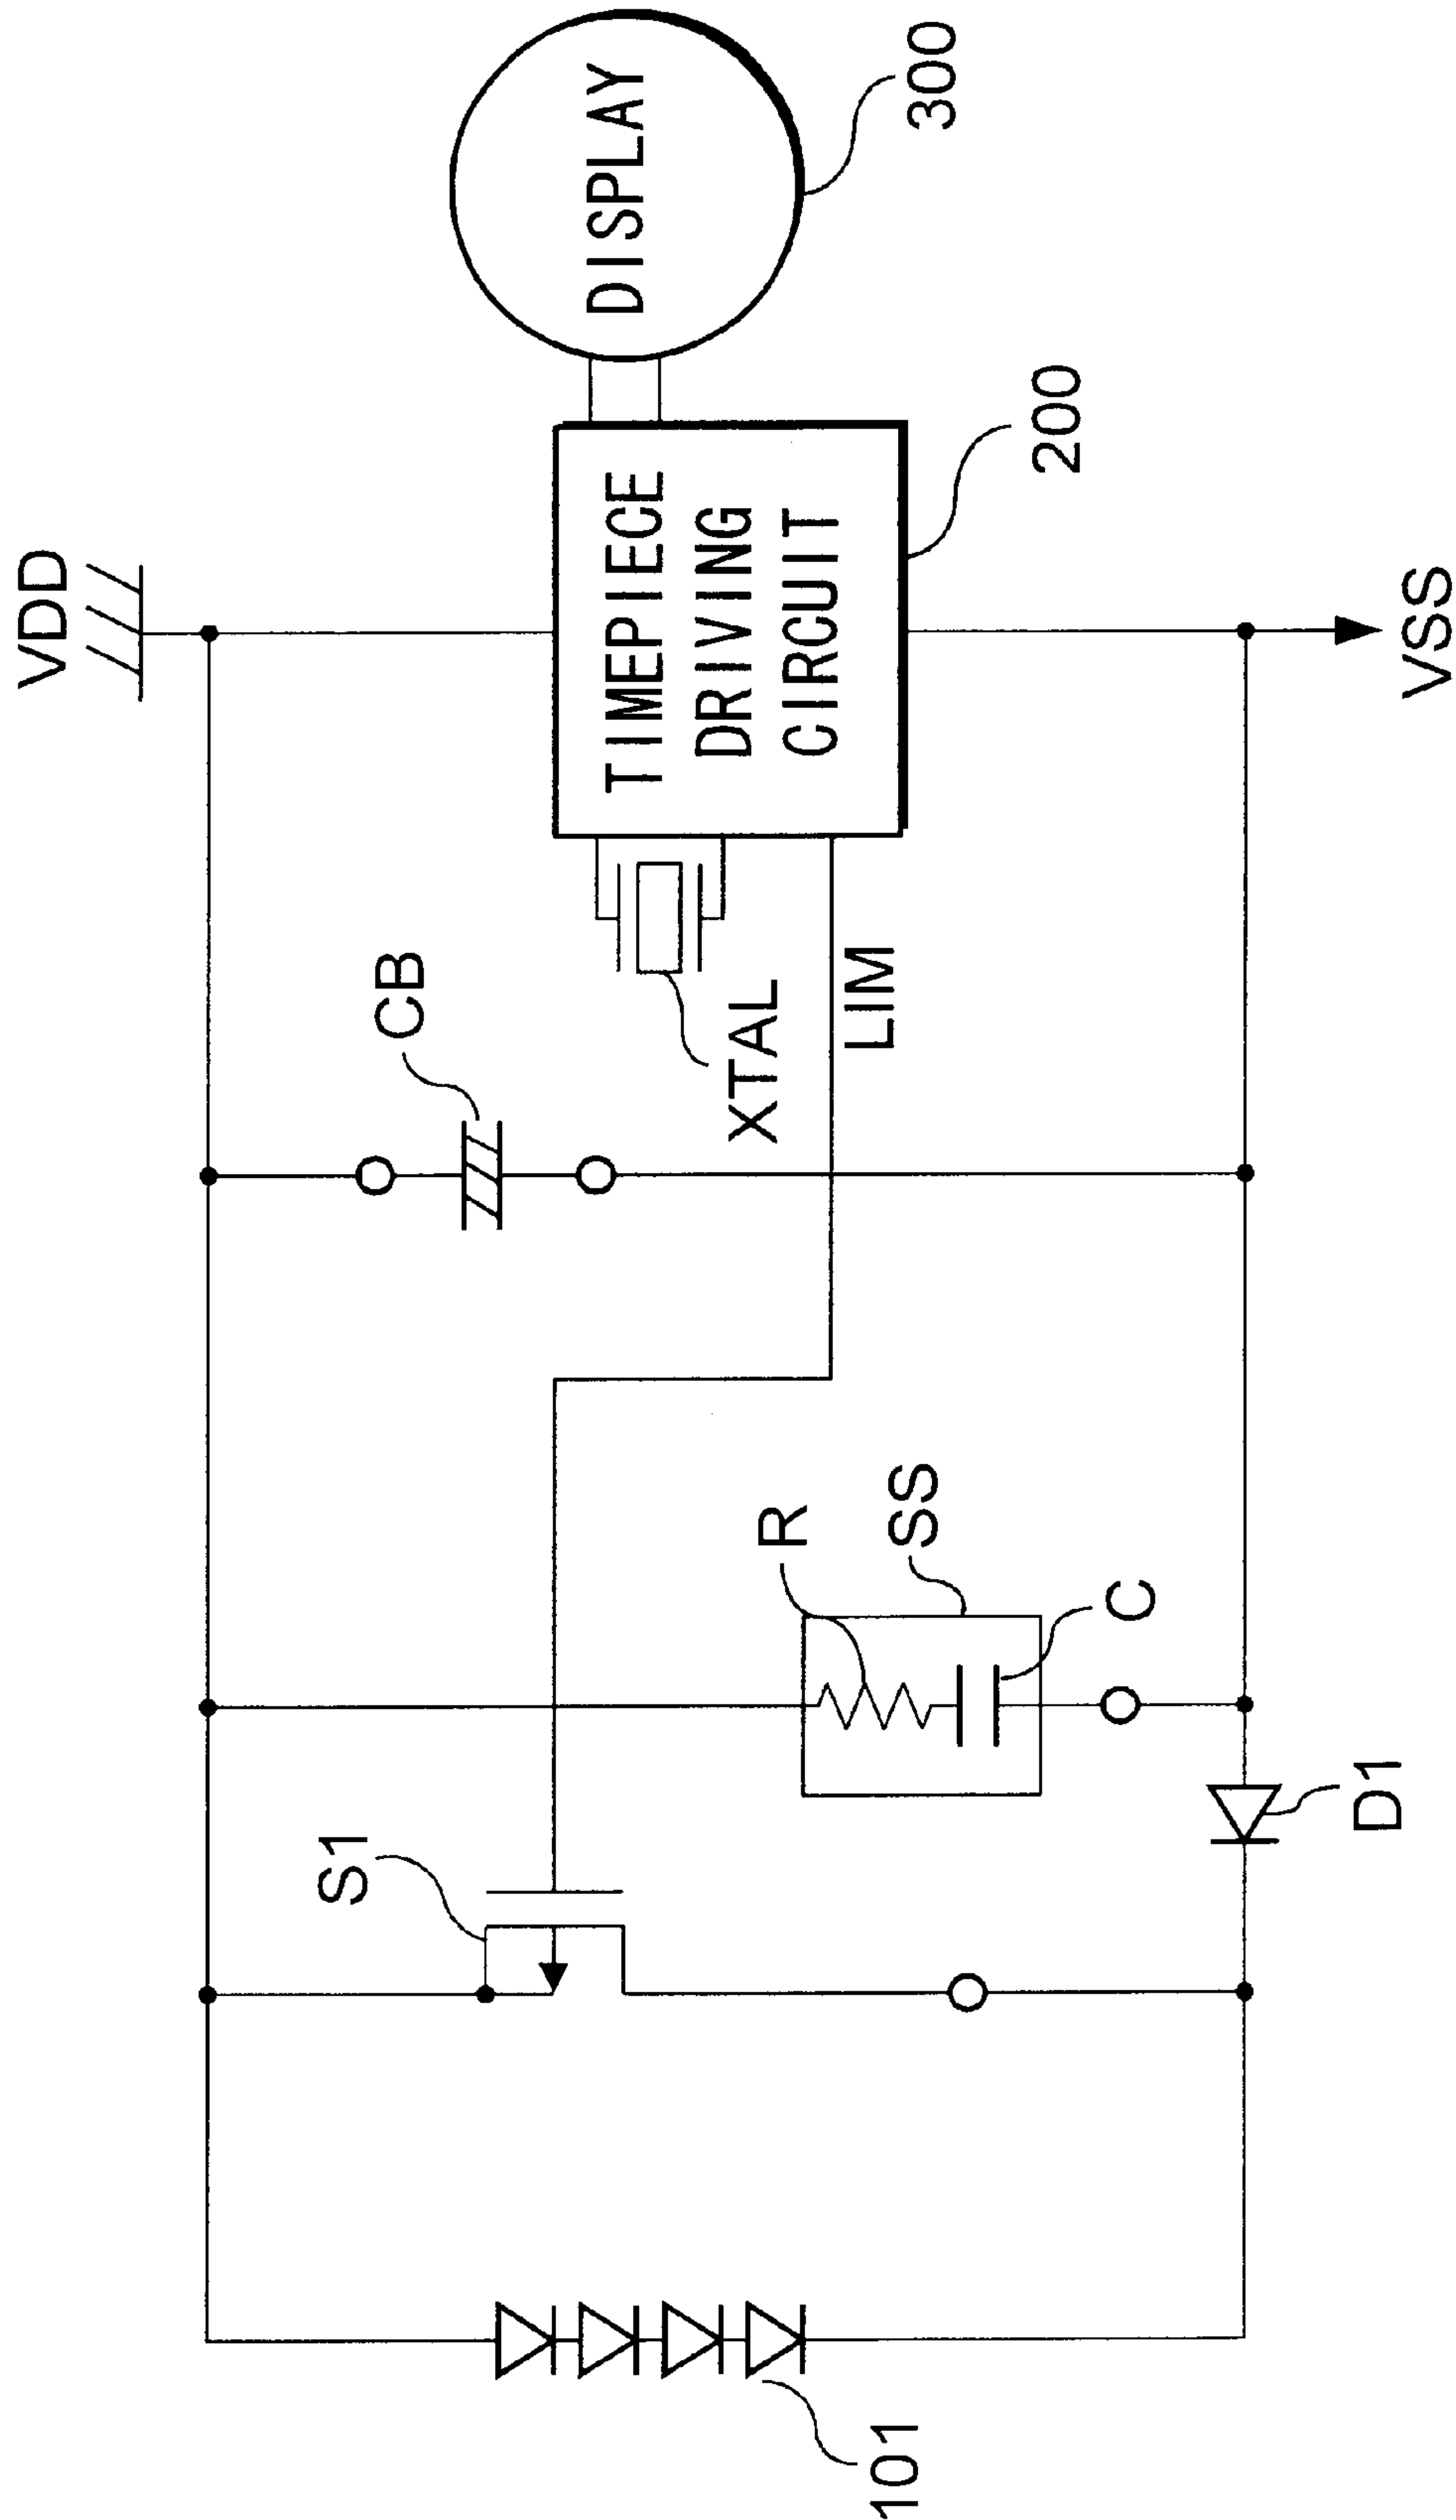 VDD
S1
CB
DISPLAY
TIMEPIECE
DRIVING
CIRCUIT
XTAL
R
LIM
101
SS
300
200
C
D1
VSS